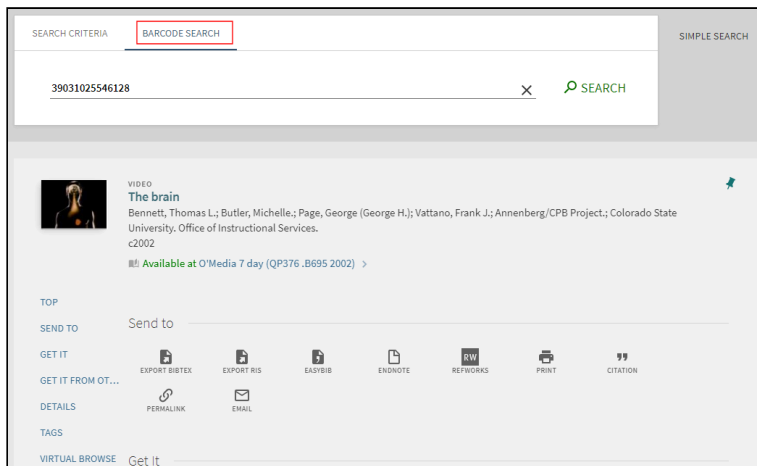 SEARCH CRITERIA BARCODE SEARCH SIMPLE SEARCH
39031025546128 SEARCH
VIDEO
The brain
Bennett, Thomas L.; Butler, Michelle.; Page, George (George H.); Vattano, Frank J.; Annenberg/CPB Project.; Colorado State
University. Office of Instructional Services.
c2002
Available at O'Media 7 day (QP376 .B695 2002)
TOP
SEND TO
GET IT
GET IT FROM OT...
DETAILS
TAGS
VIRTUAL BROWSE
Send to
EXPORT BIBTEX EXPORT RIS EASYBIB ENDNOTE RW REFWORKS PRINT CITATION
PERMALINK EMAIL
Get It